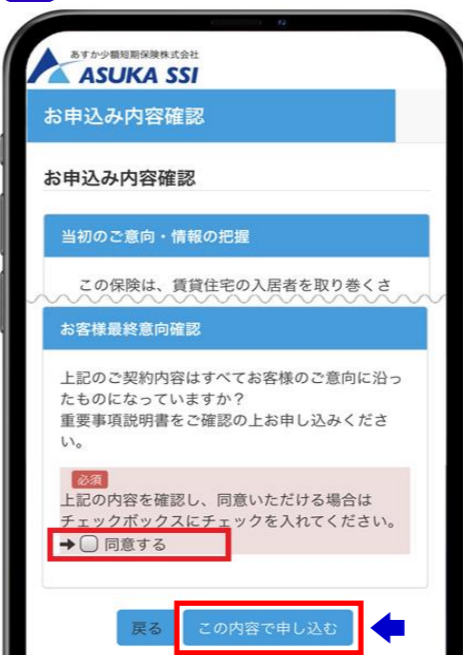 あすか少額短期保険株式会社
ASUKA SSI
お申込み内容確認
お申込み内容確認
当初のご意向・情報の把握
この保険は、賃貸住宅の入居者を取り巻くさ
お客様最終意向確認
上記のご契約内容はすべてお客様のご意向に沿っ
たものになっていますか？
重要事項説明書をご確認の上お申し込みくださ
い。
必須
上記の内容を確認し、同意いただける場合は
チェックボックスにチェックを入れてください。
➡ 同意する
戻る この内容で申し込む